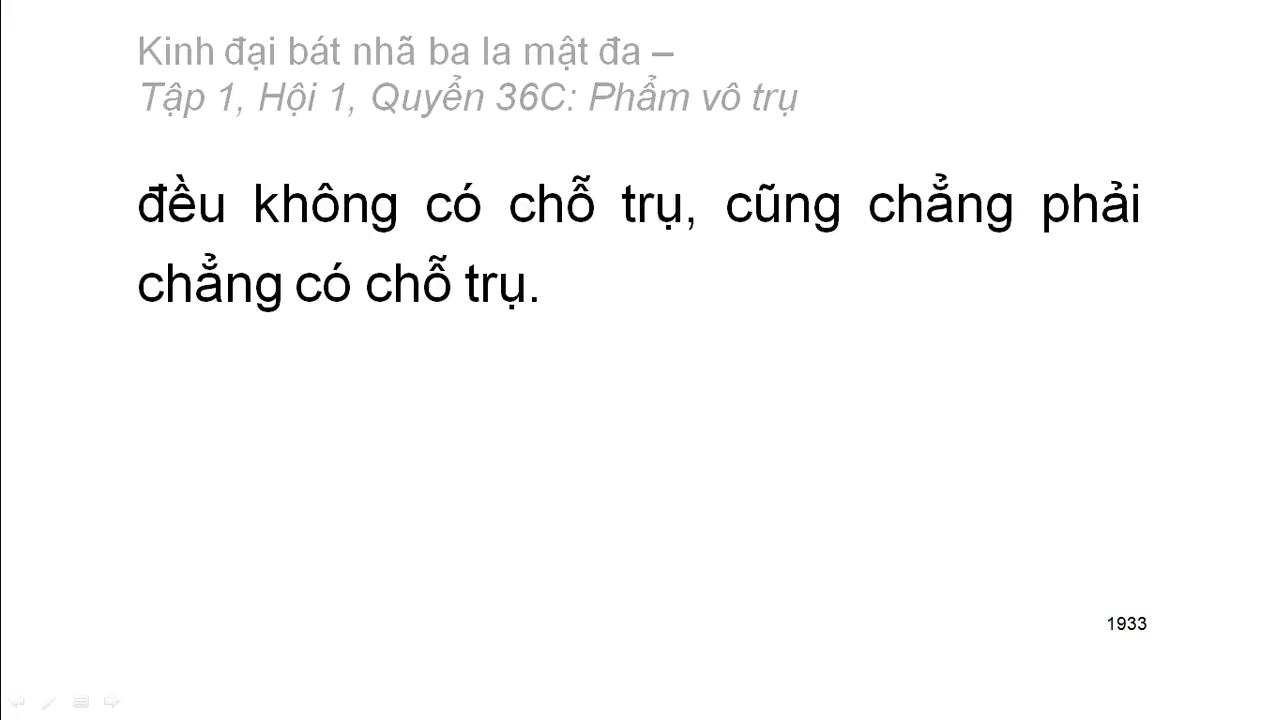 Kinh đại bát nhã ba la mật đa –
Tập 1, Hội 1, Quyển 36C: Phẩm vô trụ
đều không có chỗ trụ, cũng chẳng phải
chẳng có chỗ trụ.
1933